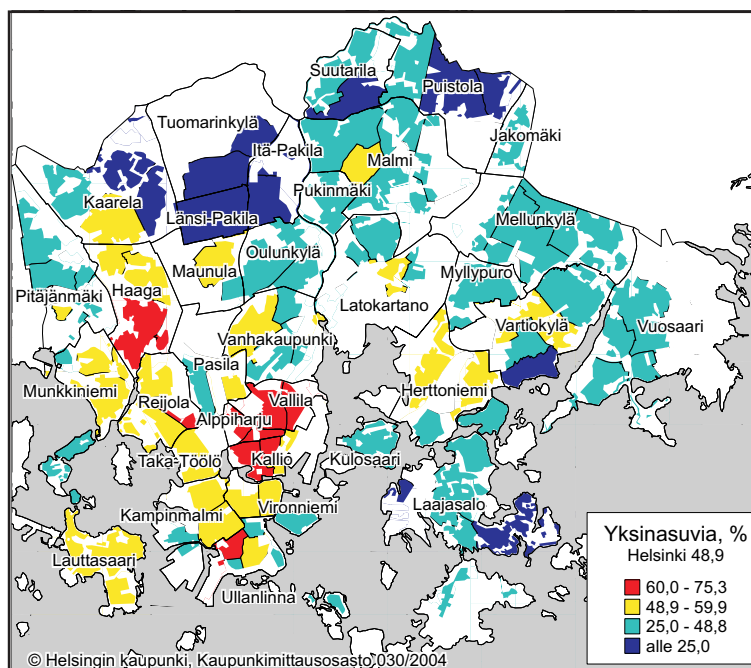 Suutarila
Puistola
Tuomarinkylä
Itä-Pakila
Malmi
Jakomäki
Pukinmäki
Kaarela
Länsi-Pakila
Mellunkylä
Oulunkylä
Maunula
Myllypuro
Haaga
Pitäjänmäki
Latokartano
Vartiokylä
Vuosaari
Vanhakaupunki
Pasila
Munkkiniemi
Reijola
Vallila
Herttoniemi
Alppiharju
Taka-Töölö
Kallio
Kulosaari
Vironniemi
Kampinmalmi
Laajasalo
Lauttasaari
Ullanlinna
Yksinasuvia, %
Helsinki 48,9
60,0 - 75,3
48,9 - 59,9
25,0 - 48,8
alle 25,0
© Helsingin kaupunki, Kaupunkimittausosasto 030/2004